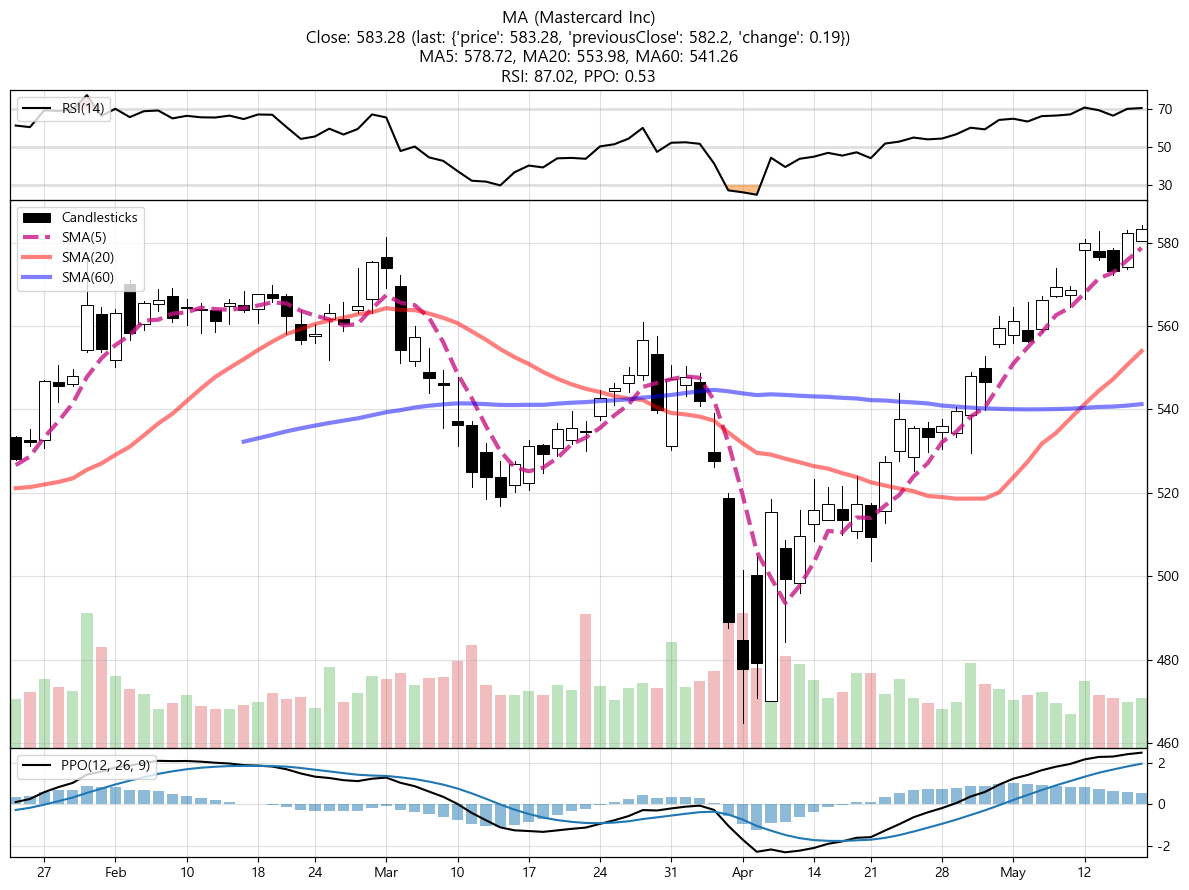 MA (Mastercard Inc)
Close: 583.28 (last: {'price': 583.28, 'previousClose': 582.2, 'change': 0.19})
MA5: 578.72, MA20: 553.98, MA60: 541.26
RSI: 87.02, PPO: 0.53
RSI(14)
70
50
30
Candlesticks
SMA(5)
SMA(20)
SMA(60)
580
560
540
520
500
480
460
PPO(12, 26, 9)
2
0
-2
27 Feb 10 18 24 Mar 10 17 24 31 Apr 14 21 28 May 12